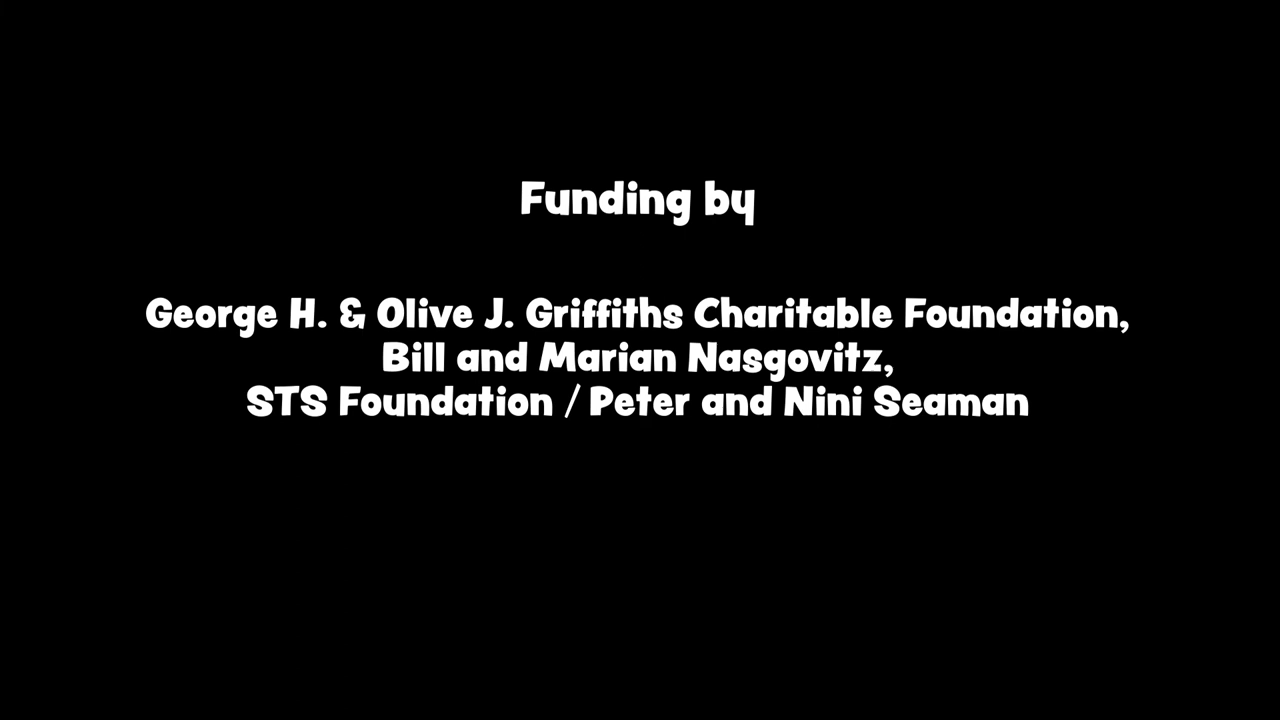 Funding by
George H. & Olive J. Griffiths Charitable Foundation,
Bill and Marian Nasgovitz,
STS Foundation / Peter and Nini Seaman